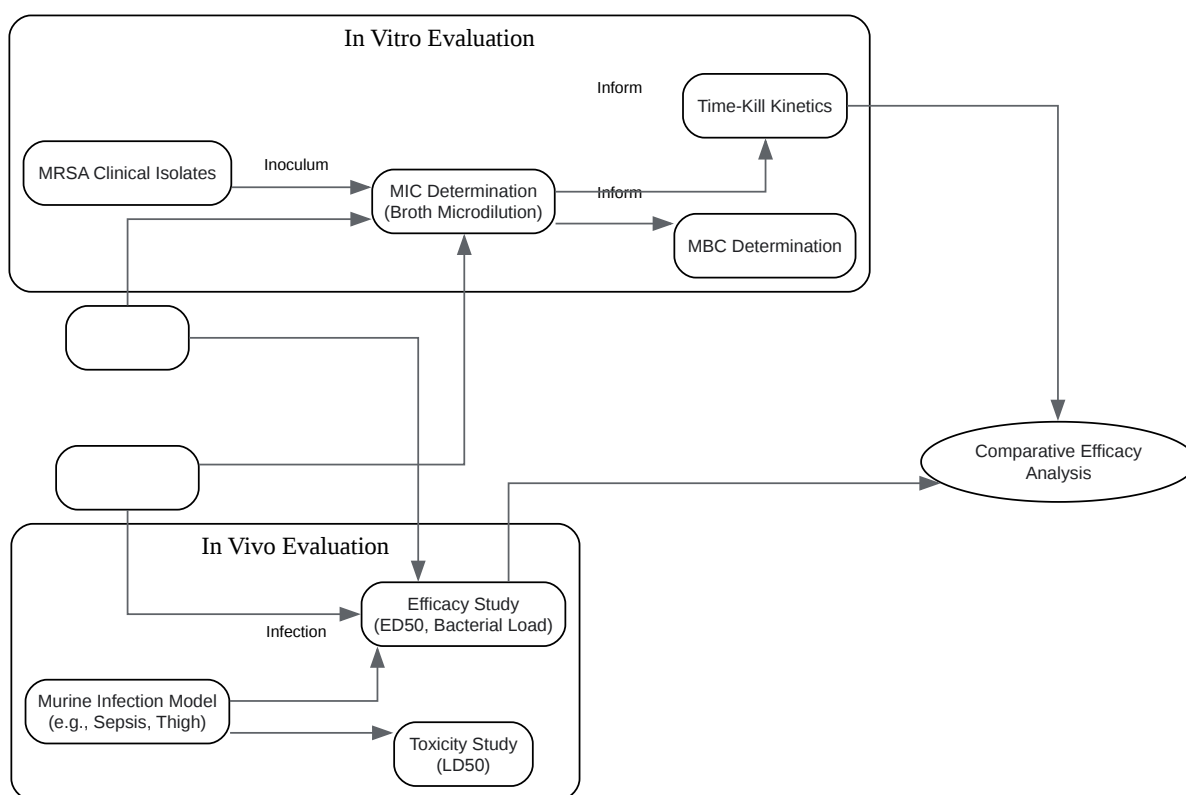 In Vitro Evaluation
Inform
Time-Kill Kinetics
MRSA Clinical Isolates
Inoculum
MIC Determination
(Broth Microdilution)
Inform
MBC Determination
Comparative Efficacy
Analysis
In Vivo Evaluation
Efficacy Study
(ED50, Bacterial Load)
Infection
Murine Infection Model
(e.g., Sepsis, Thigh)
Toxicity Study
(LD50)